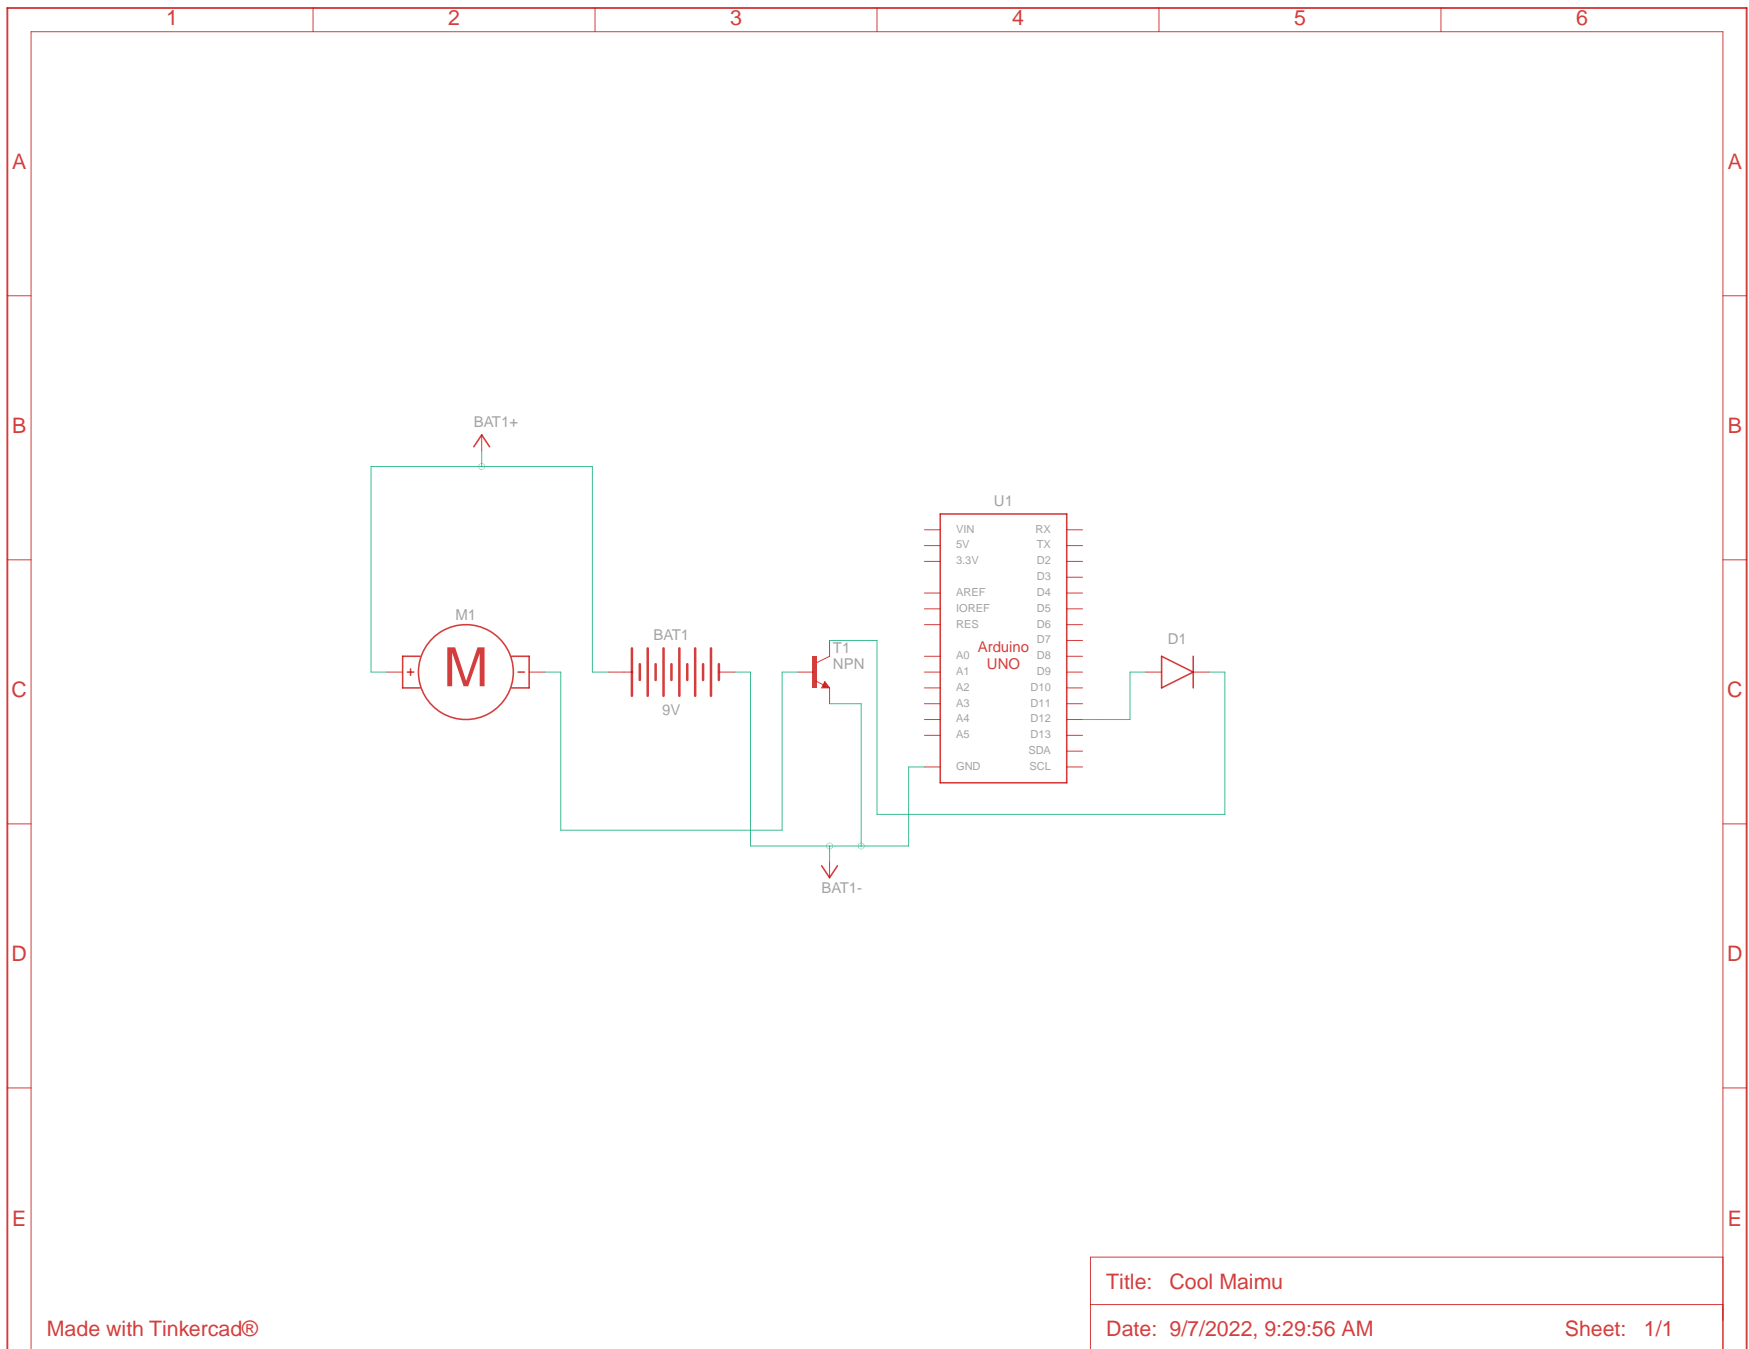 1 2 3 4 5 6
A A
B B
BAT1+
U1
VIN RX
5V TX
3.3V D2
D3
AREF D4
IOREF D5
RES D6
D7
A0 D8
A1 D9
A2 D10
A3 D11
A4 D12
A5 D13
SDA
GND SCL
Arduino
UNO
M1
+ M -
BAT1
9V
T1
NPN
D1
C C
BAT1-
D D
E E
Title: Cool Maimu
Made with Tinkercad®
Date: 9/7/2022, 9:29:56 AM Sheet: 1/1